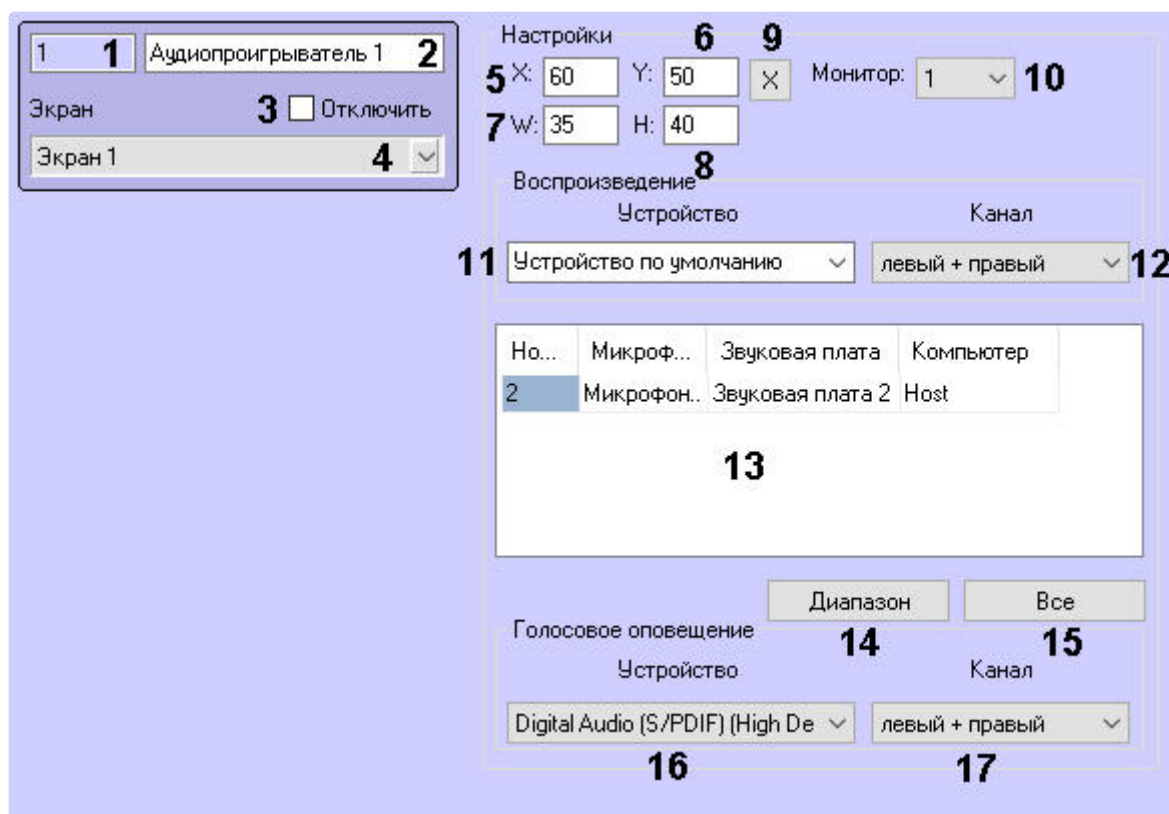 1 1 Аудиопроигрыватель 1 2
Экран 3 Отключить
Экран 1 4
Настройки 6 9
5 X: 60 Y: 50 X Монитор: 1 10
7 W: 35 H: 40
8
Воспроизведение
Устройство Канал
11 Устройство по умолчанию левый + правый 12
Но... Микроф... Звуковая плата Компьютер
2 Микрофон.. Звуковая плата 2 Host
13
Диапазон Все
14 15
Голосовое оповещение
Устройство Канал
Digital Audio (S/PDIF) (High De левый + правый
16 17